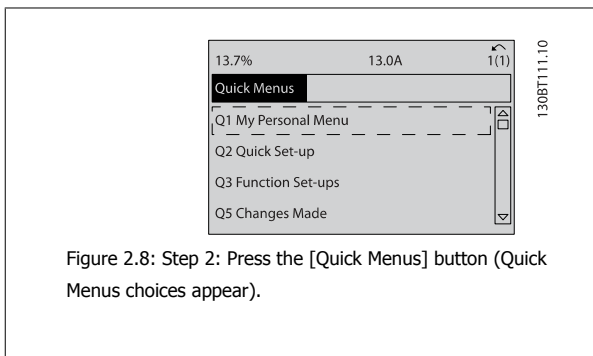 13.7% 13.0A 1(1)
Quick Menus
Q1 My Personal Menu
Q2 Quick Set-up
Q3 Function Set-ups
Q5 Changes Made
130BT111.10
Figure 2.8: Step 2: Press the [Quick Menus] button (Quick
Menus choices appear).